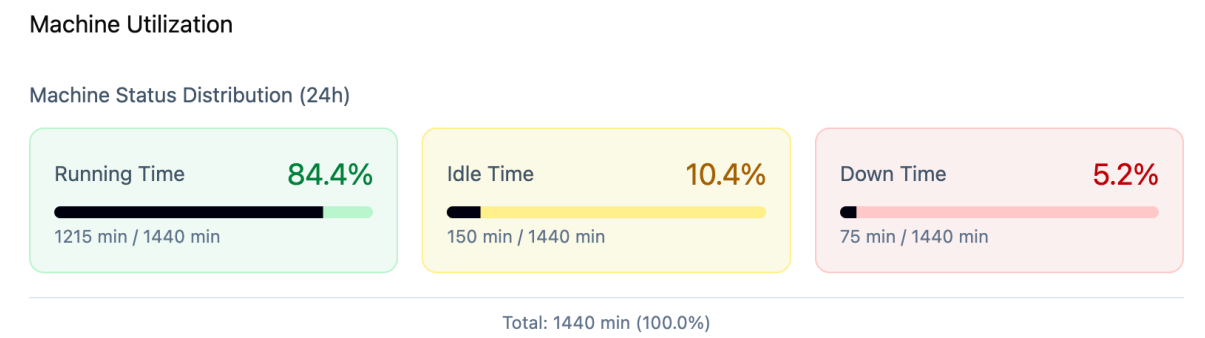 Machine Utilization
Machine Status Distribution (24h)
Running Time 84.4%
1215 min / 1440 min
Idle Time 10.4%
150 min / 1440 min
Down Time 5.2%
75 min / 1440 min
Total: 1440 min (100.0%)